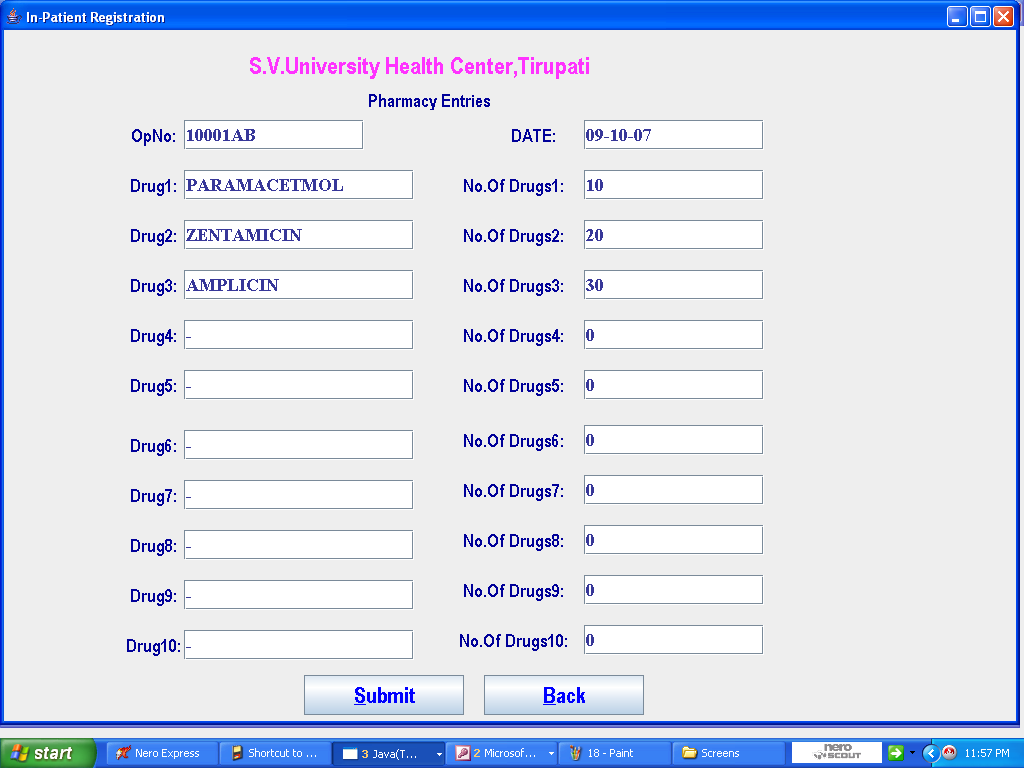 In-Patient Registration
S.V.University Health Center,Tirupati
Pharmacy Entries
OpNo: 10001AB DATE: 09-10-07
Drug1: PARAMACETMOL No.Of Drugs1: 10
Drug2: ZENTAMICIN No.Of Drugs2: 20
Drug3: AMPLICIN No.Of Drugs3: 30
Drug4: - No.Of Drugs4: 0
Drug5: - No.Of Drugs5: 0
Drug6: - No.Of Drugs6: 0
Drug7: - No.Of Drugs7: 0
Drug8: - No.Of Drugs8: 0
Drug9: - No.Of Drugs9: 0
Drug10: - No.Of Drugs10: 0
Submit Back
start Nero Express Shortcut to ... 3 Java(T... 2 Microsof... 18 - Paint Screens nero SCOUT 11:57 PM